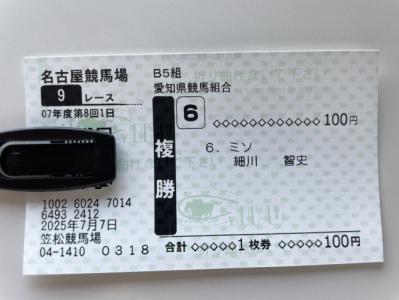 名古屋競馬場
9 レース
07年度第8回1日
1002 6024 7014
6493 2412
2025年7月7日
笠松競馬場
04-1410 0318
複勝
B5組
愛知県競馬組合
6 ◇◇◇◇◇◇◇◇◇◇◇100円
6. ミソ
細川 智史
合計 ◇◇◇◇◇1枚券 ◇◇◇◇◇100円